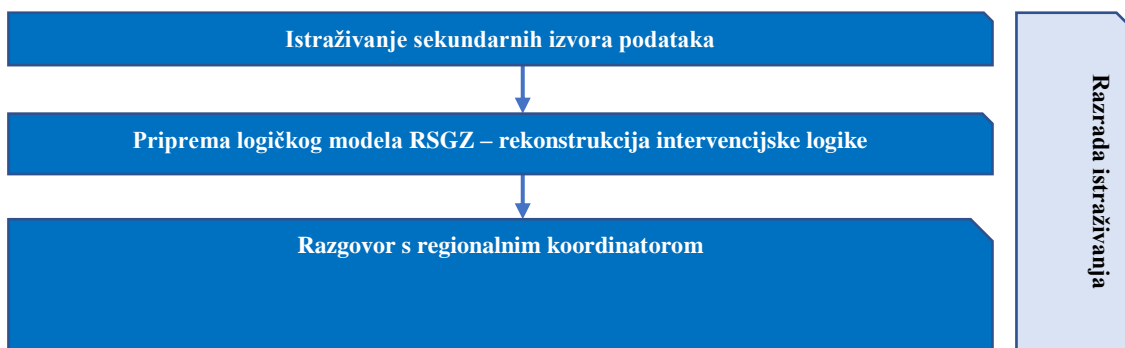 Istraživanje sekundarnih izvora podataka
Priprema logičkog modela RSGZ – rekonstrukcija intervencijske logike
Razgovor s regionalnim koordinatorom
Razrada istraživanja